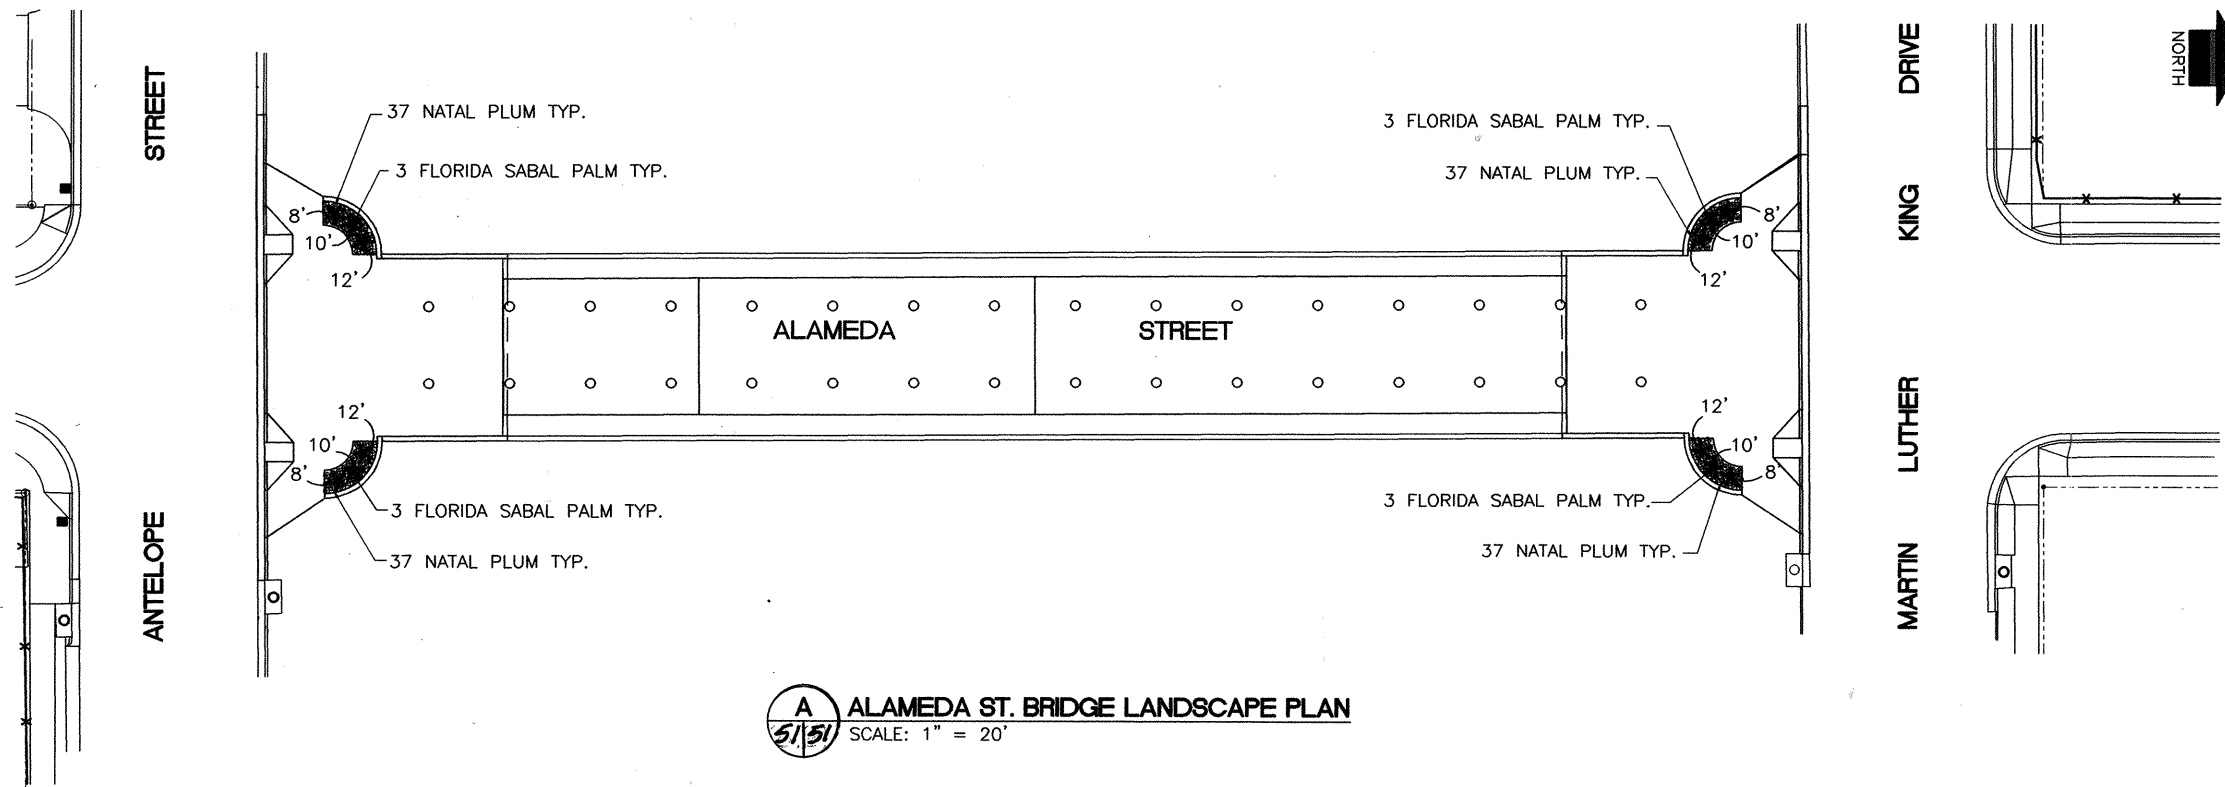 STREET
ANTELOPE
37 NATAL PLUM TYP.
3 FLORIDA SABAL PALM TYP.
8'
10'
12'
3 FLORIDA SABAL PALM TYP.
37 NATAL PLUM TYP.
8'
10'
12'
ALAMEDA STREET
12'
10'
8'
3 FLORIDA SABAL PALM TYP.
37 NATAL PLUM TYP.
12'
10'
8'
3 FLORIDA SABAL PALM TYP.
37 NATAL PLUM TYP.
MARTIN LUTHER KING DRIVE
NORTH
A
51 51
ALAMEDA ST. BRIDGE LANDSCAPE PLAN
SCALE: 1" = 20'